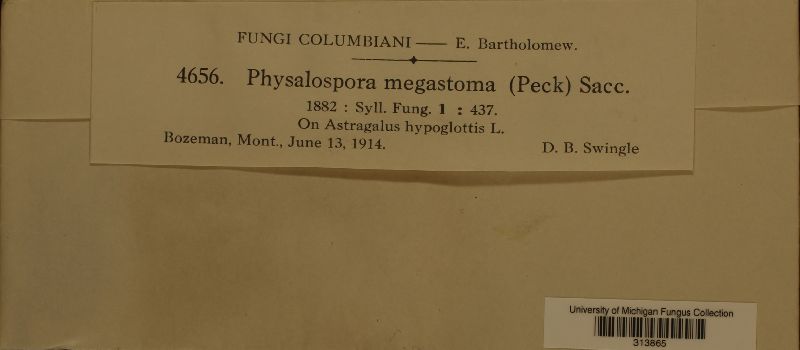 FUNGI COLUMBIANI — E. Bartholomew.
4656. Physalospora megastoma (Peck) Sacc.
1882 : Syll. Fung. 1 : 437.
On Astragalus hypoglottis L.
Bozeman, Mont., June 13, 1914. D. B. Swingle
University of Michigan Fungus Collection
313865